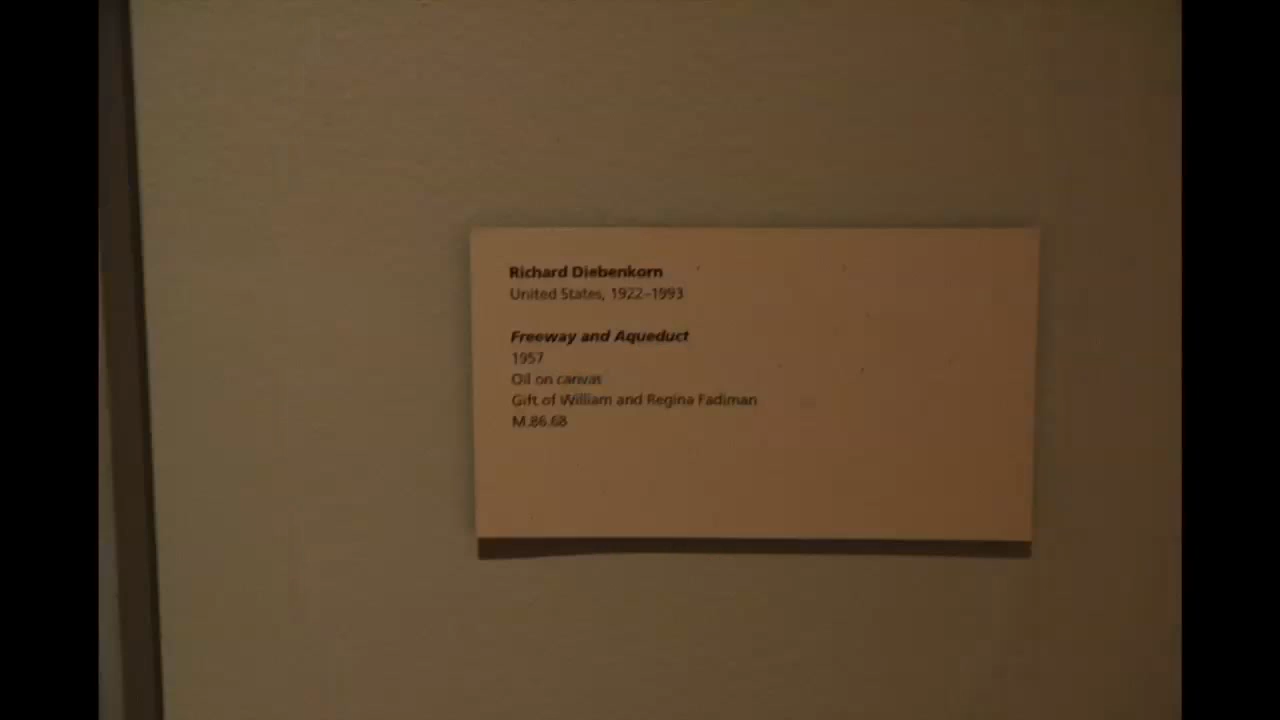 Richard Diebenkorn
United States, 1922–1993
Freeway and Aqueduct
1957
Oil on canvas
Gift of William and Regina Fadiman
M.86.68